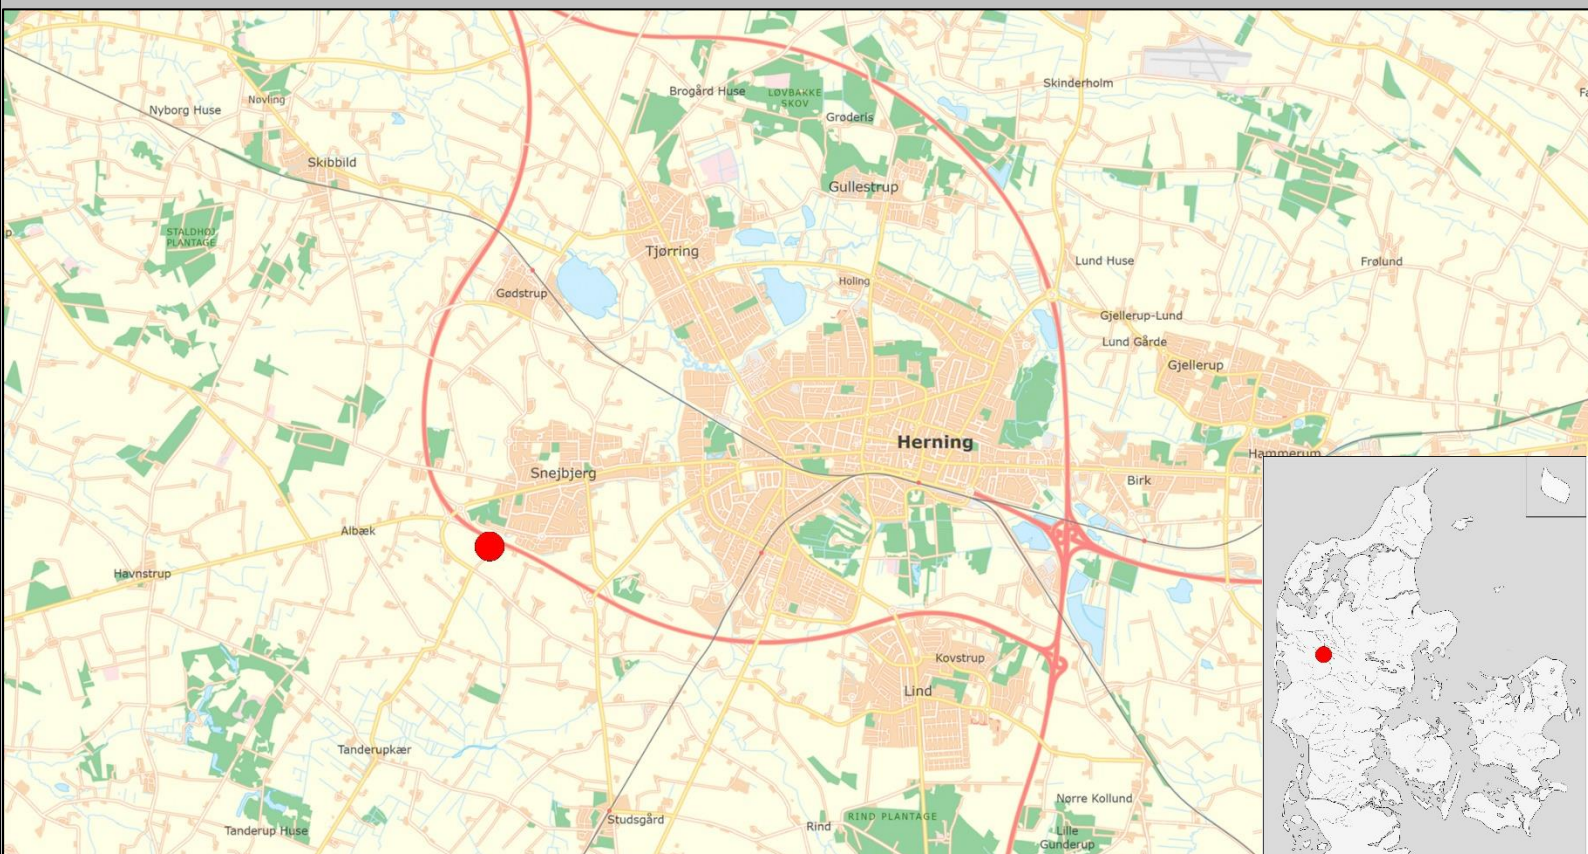 Skinderholm
Brogård Huse
LØVBAKKE
SKOV
Nøvling
Nyborg Huse
Grøderis
Skibbild
Gullestrup
STALDHØJ
PLANTAGE
Tjørring
Lund Huse
Frølund
Holing
Gødstrup
Gjellerup-Lund
Lund Gårde
Gjellerup
Herning
Hammerum
Snejbjerg
Birk
Albæk
Havnstrup
Kovstrup
Lind
Tanderupkær
Nørre Kollund
Studsgård
Rind
RIND PLANTAGE
Tanderup Huse
Lille
Gunderup